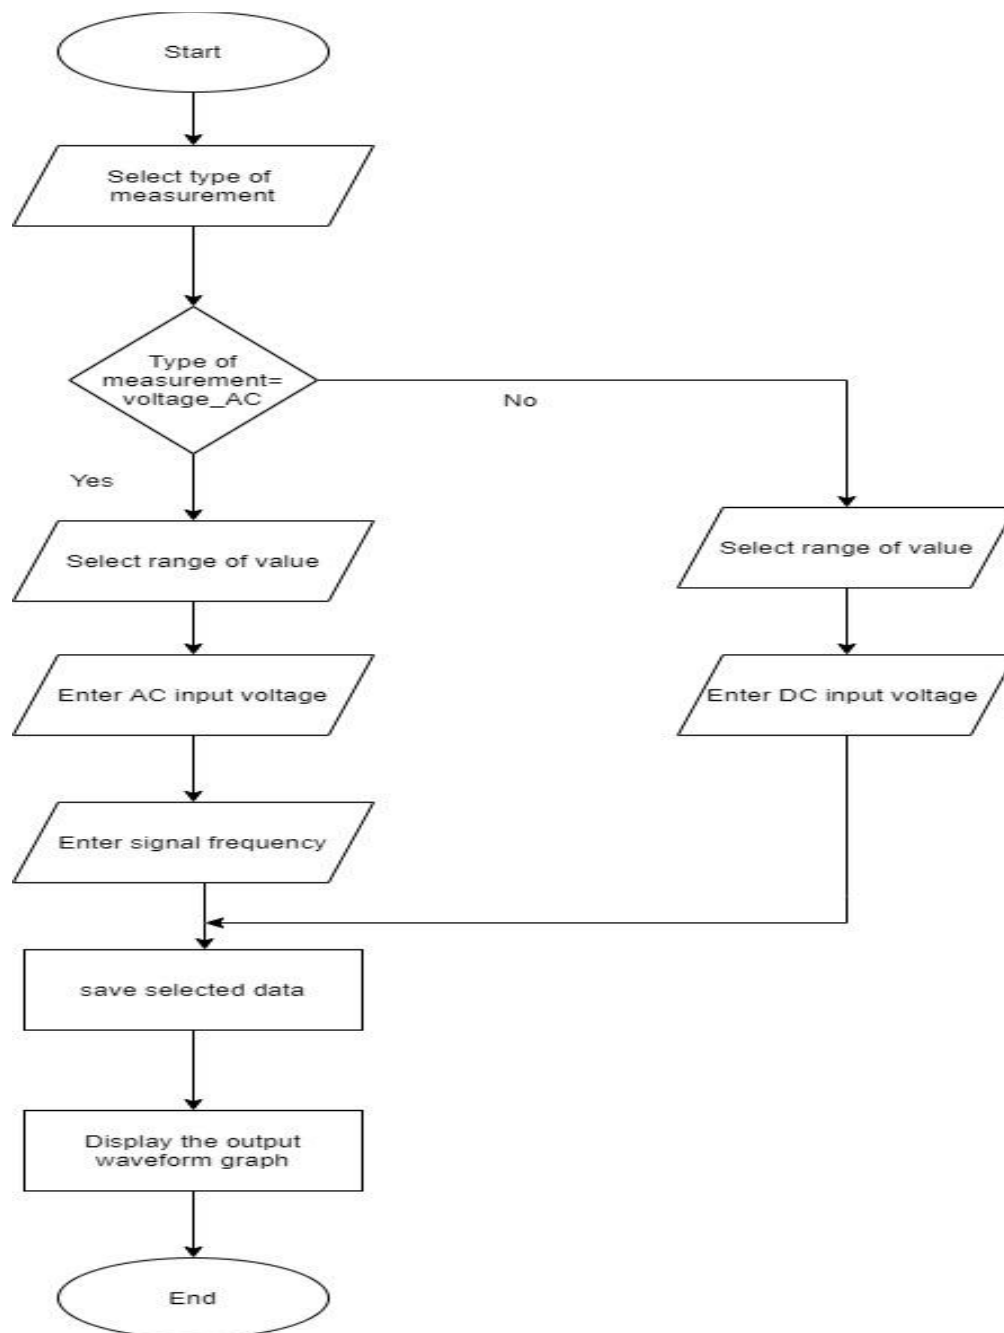 Start
Select type of
measurement
Type of
measurement=
voltage_AC
No
Yes
Select range of value
Select range of value
Enter AC input voltage
Enter DC input voltage
Enter signal frequency
save selected data
Display the output
waveform graph
End